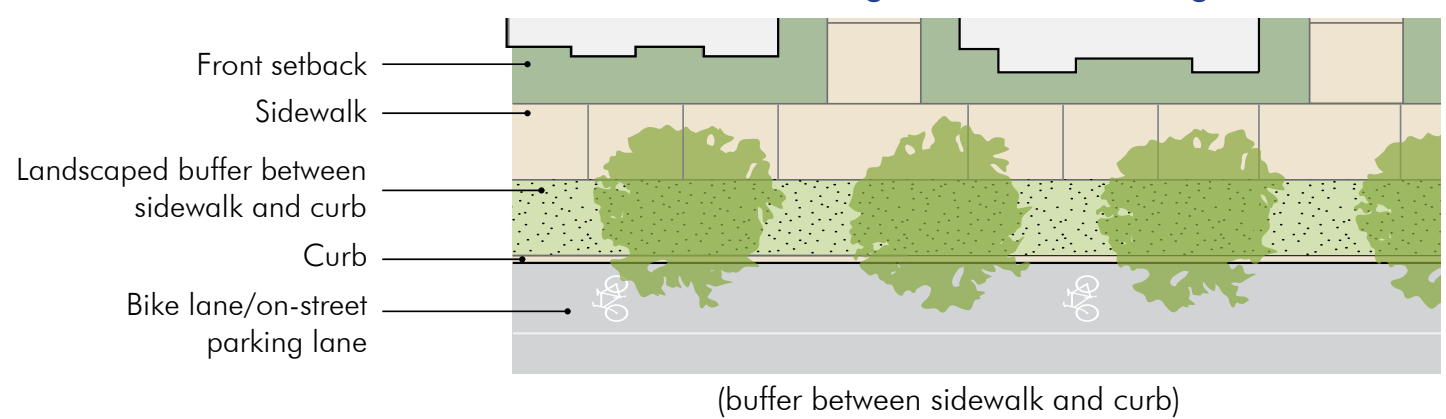 Front setback
Sidewalk
Landscaped buffer between
sidewalk and curb
Curb
Bike lane/on-street
parking lane
(buffer between sidewalk and curb)